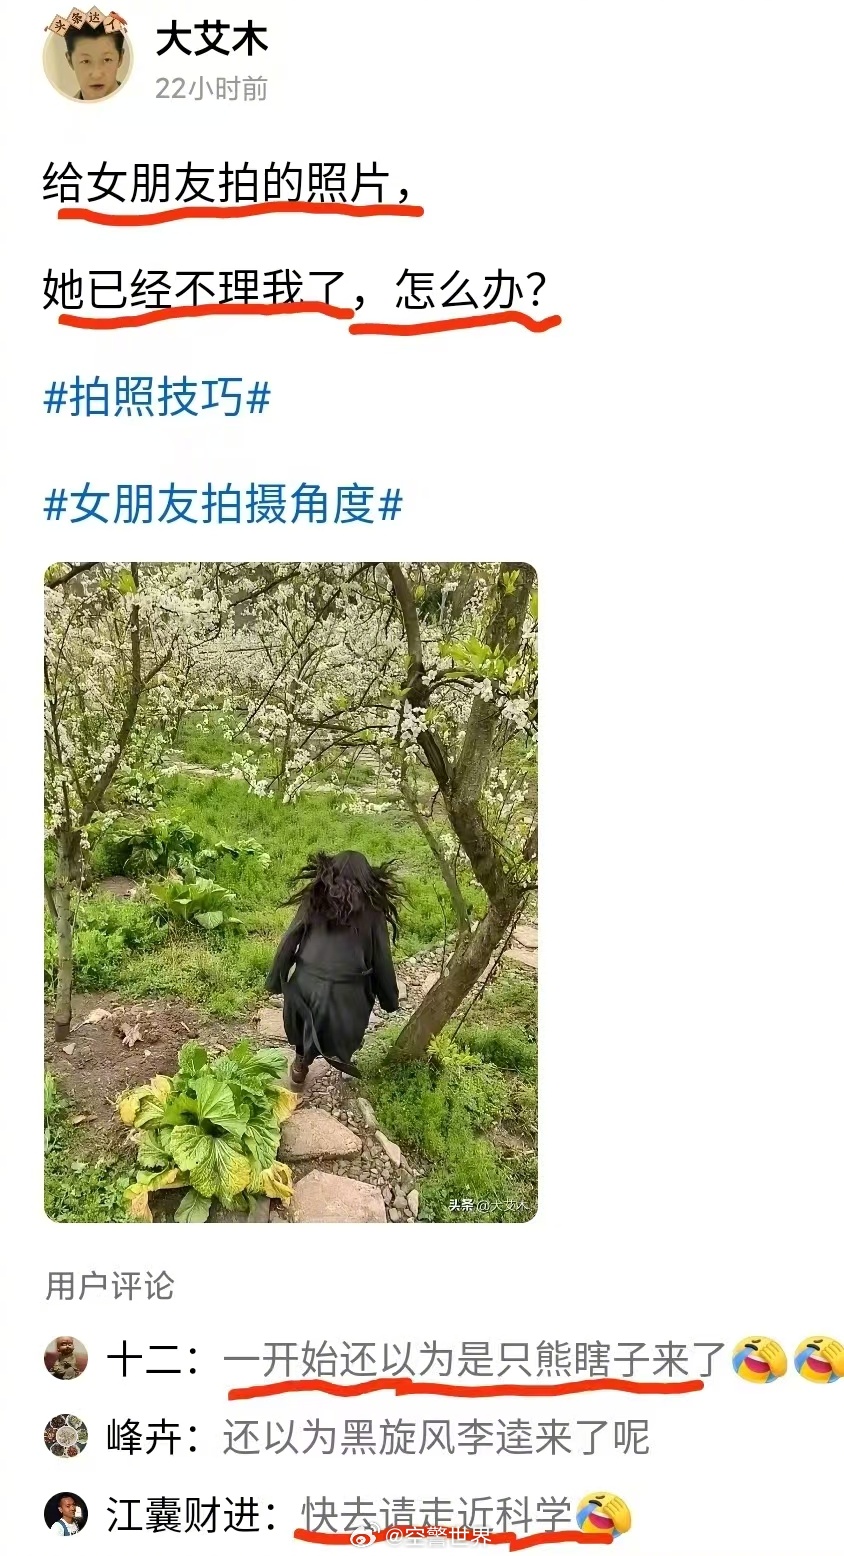 头条达人
大艾木
22小时前
给女朋友拍的照片，
她已经不理我了，怎么办？
#拍照技巧#
#女朋友拍摄角度#
头条@大艾木
用户评论
十二：一开始还以为是只熊瞎子来了
峰卉：还以为黑旋风李逵来了呢
江囊财进：快去请走近科学
@空警世界